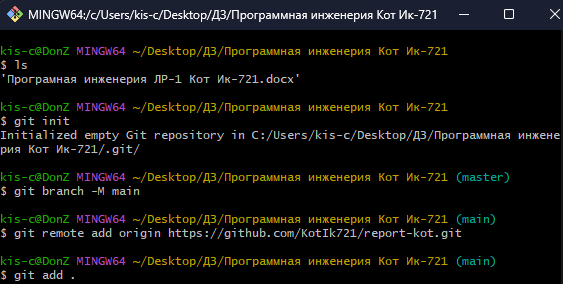 MINGW64:/c/Users/kis-c/Desktop/ДЗ/Программная инженерия Кот Ик-721
kis-c@DonZ MINGW64 ~/Desktop/ДЗ/Программная инженерия Кот Ик-721
$ ls
'Програмная инженерия ЛР-1 Кот Ик-721.docx'
kis-c@DonZ MINGW64 ~/Desktop/ДЗ/Программная инженерия Кот Ик-721
$ git init
Initialized empty Git repository in C:/Users/kis-c/Desktop/ДЗ/Программная инжене
рия Кот Ик-721/.git/
kis-c@DonZ MINGW64 ~/Desktop/ДЗ/Программная инженерия Кот Ик-721 (master)
$ git branch -M main
kis-c@DonZ MINGW64 ~/Desktop/ДЗ/Программная инженерия Кот Ик-721 (main)
$ git remote add origin https://github.com/KotIk721/report-kot.git
kis-c@DonZ MINGW64 ~/Desktop/ДЗ/Программная инженерия Кот Ик-721 (main)
$ git add .